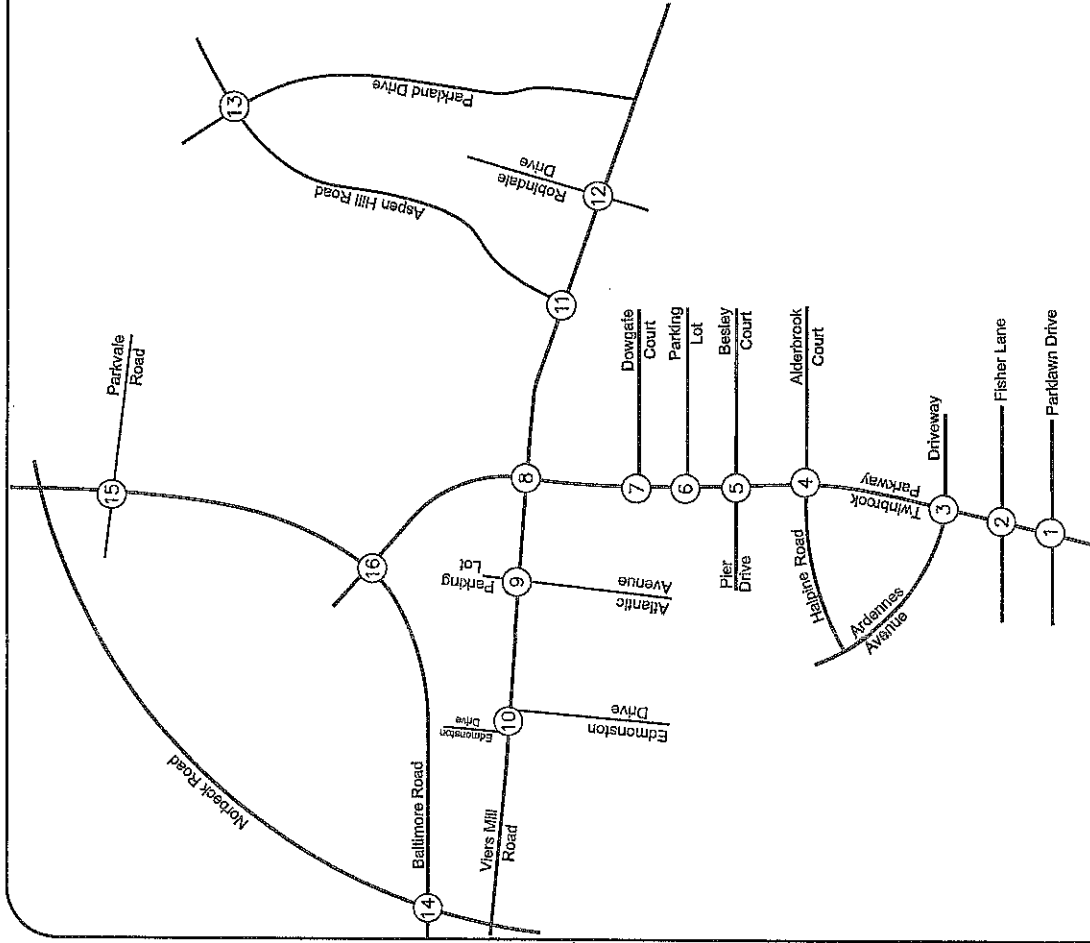 13
Parkland Drive
Aspen Hill Road
Robindale
Drive
12
11
Parkvale
Road
15
Norbeck Road
16
8
Parking
Lot
9
Atlantic
Avenue
Edmonston
Drive
10
Edmonston
Drive
Baltimore Road
14
Viers Mill
Road
Dowgate
Court
7
Parking
Lot
6
Besley
Court
5
Pier
Drive
Alderbrook
Court
4
Halpine Road
Twinbrook
Parkway
Ardennes
Avenue
Driveway
3
Fisher Lane
2
Parklawn Drive
1